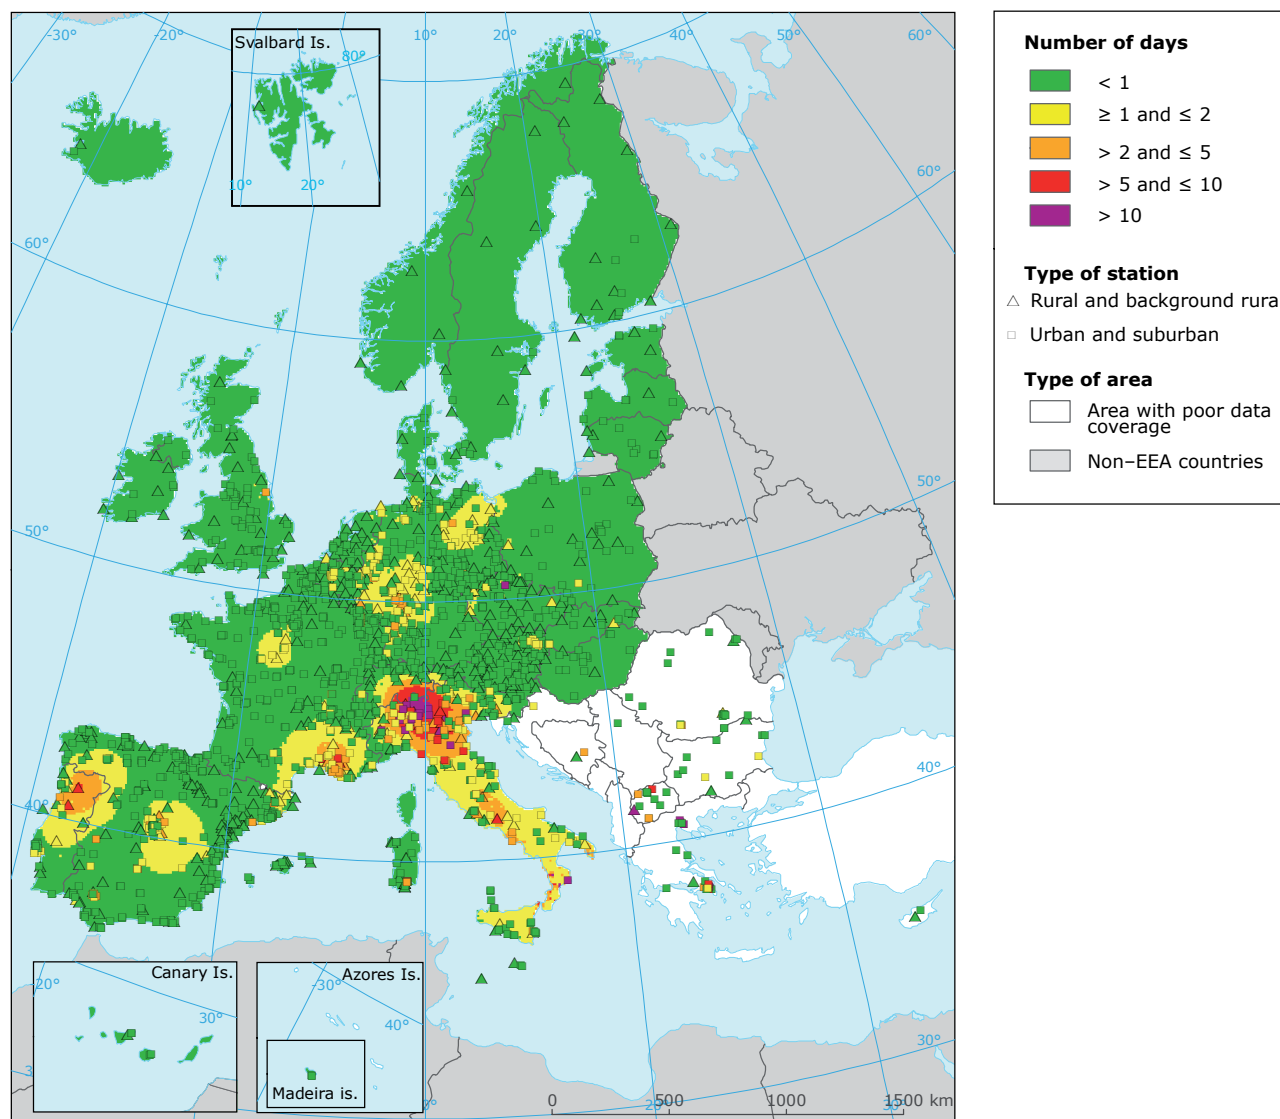 -30°
-20°
Svalbard Is.
80°
10°
20°
10°
20°
30°
40°
50°
60°
60°
50°
40°
60°
50°
40°
30°
Canary Is.
20°
30°
Azores Is.
-30°
40°
Madeira is.
0 500 1000 1500 km
Number of days
< 1
≥ 1 and ≤ 2
> 2 and ≤ 5
> 5 and ≤ 10
> 10
Type of station
Rural and background rura
Urban and suburban
Type of area
Area with poor data
coverage
Non–EEA countries